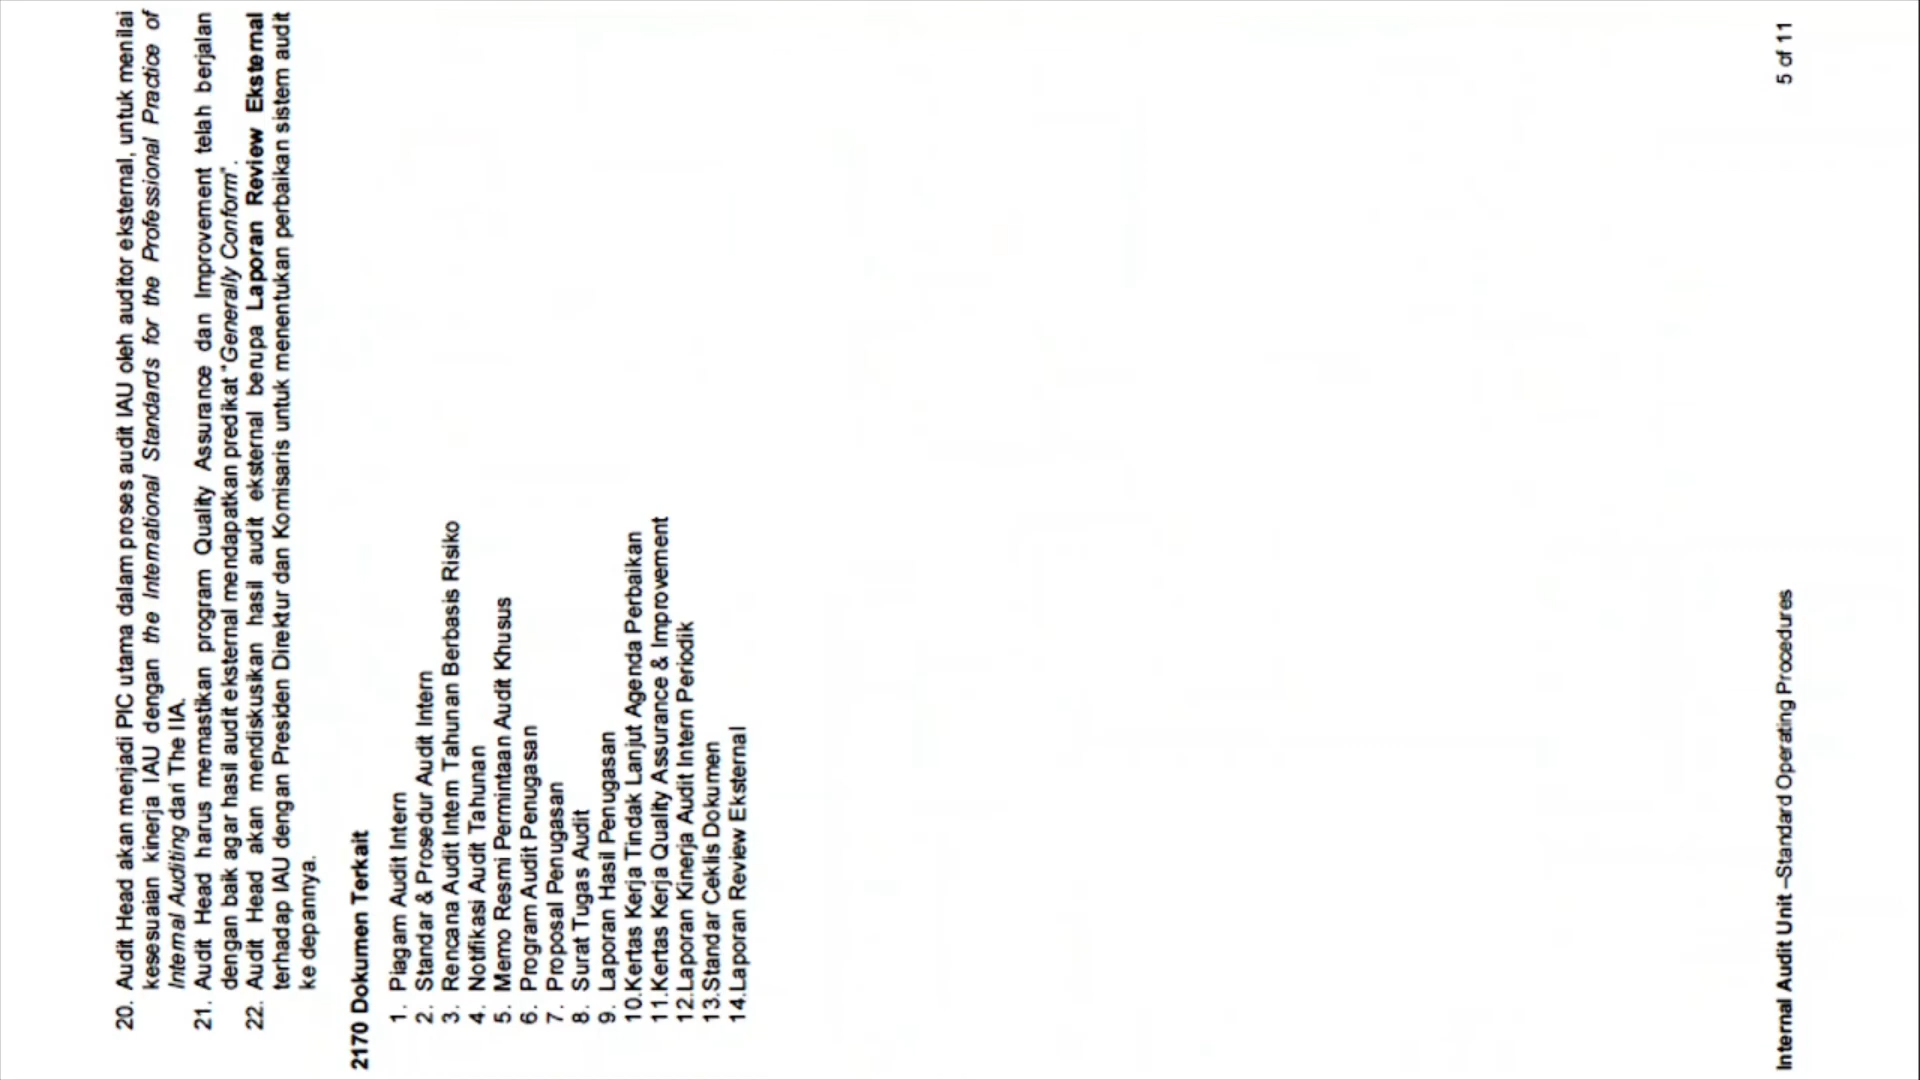 20. Audit Head akan menjadi PIC utama dalam proses audit IAU oleh auditor eksternal, untuk menilai
kesesuaian kinerja IAU dengan the International Standards for the Professional Practice of
Internal Auditing dari The IIA.
21. Audit Head harus memastikan program Quality Assurance dan Improvement telah berjalan
dengan baik agar hasil audit eksternal mendapatkan predikat "Generally Conform".
22. Audit Head akan mendiskusikan hasil audit eksternal berupa Laporan Review Eksternal
terhadap IAU dengan Presiden Direktur dan Komisaris untuk menentukan perbaikan sistem audit
ke depannya.
2170 Dokumen Terkait
1. Piagam Audit Intern
2. Standar & Prosedur Audit Intern
3. Rencana Audit Intern Tahunan Berbasis Risiko
4. Notifikasi Audit Tahunan
5. Memo Resmi Permintaan Audit Khusus
6. Program Audit Penugasan
7. Proposal Penugasan
8. Surat Tugas Audit
9. Laporan Hasil Penugasan
10.Kertas Kerja Tindak Lanjut Agenda Perbaikan
11.Kertas Kerja Quality Assurance & Improvement
12.Laporan Kinerja Audit Intern Periodik
13.Standar Ceklis Dokumen
14.Laporan Review Eksternal
Internal Audit Unit –Standard Operating Procedures 5 of 11